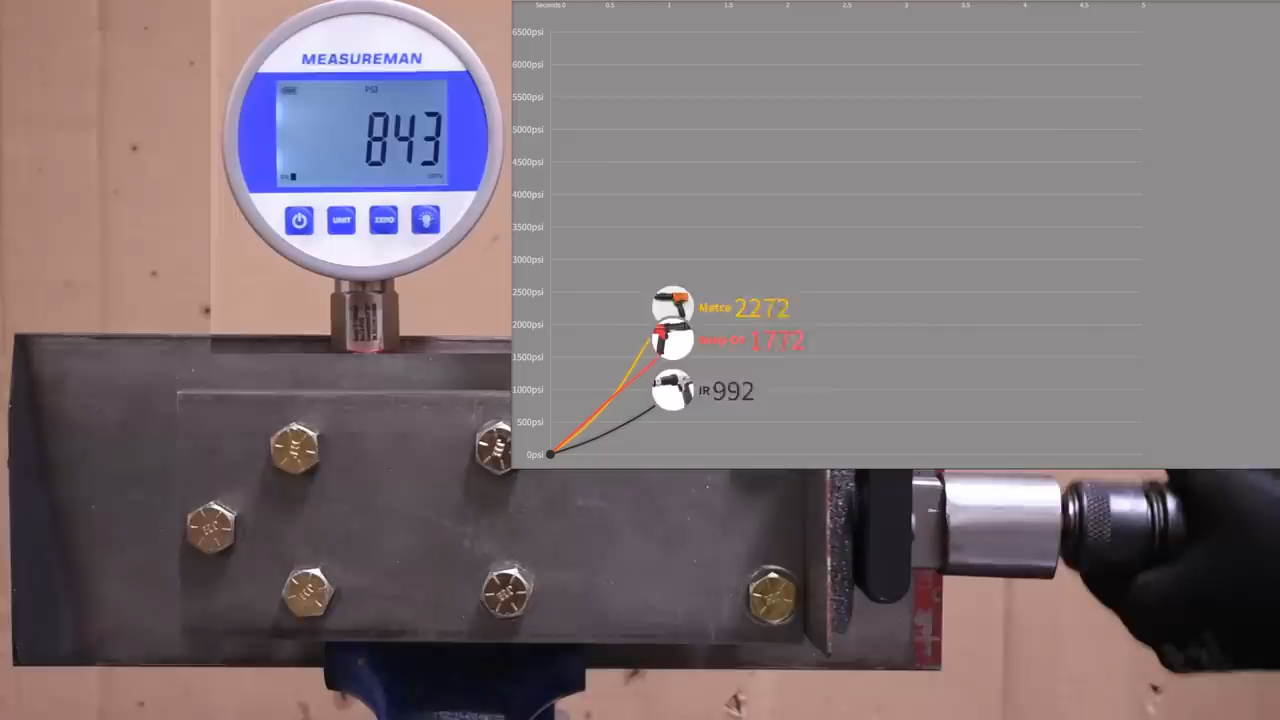 MEASUREMAN
PSI
843
UNIT
ZERO
Seconds 0 0.5 1 1.5 2 2.5 3 3.5 4 4.5 5
6500psi
6000psi
5500psi
5000psi
4500psi
4000psi
3500psi
3000psi
2500psi
2000psi
1500psi
1000psi
500psi
0psi
Matco 2272
Snap-On 1772
IR 992